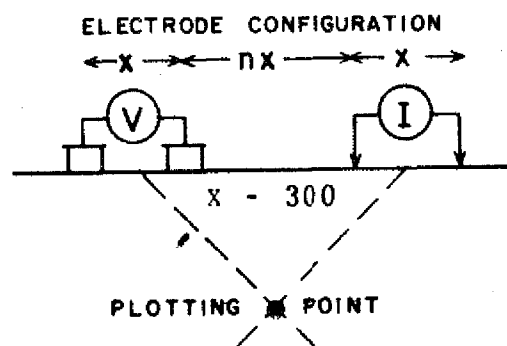 ELECTRODE CONFIGURATION
X nX X
V I
X - 300
PLOTTING POINT